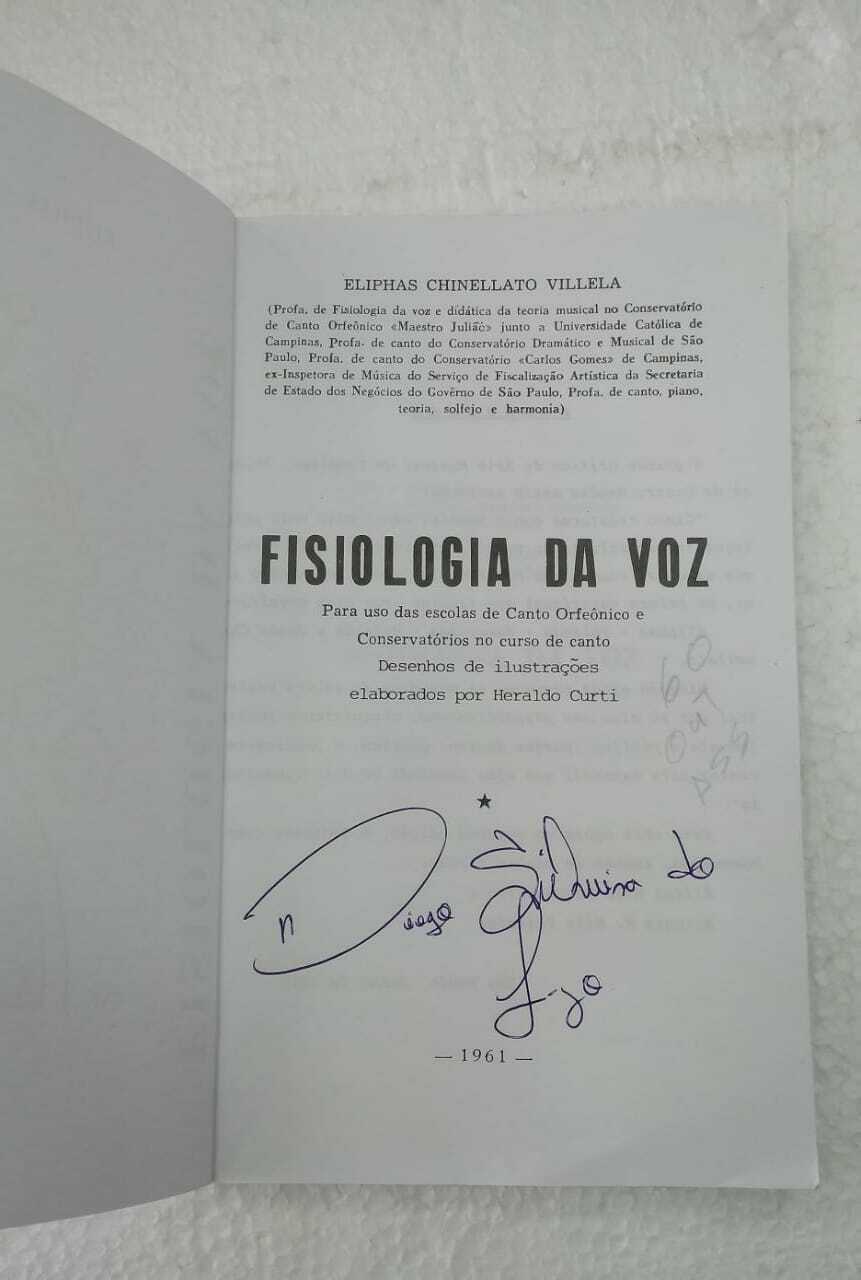 ELIPHAS CHINELLATO VILLELA
(Profa. de Fisiologia da voz e didática da teoria musical no Conservatório
de Canto Orfeônico «Maestro Julião» junto a Universidade Católica de
Campinas, Profa. de canto do Conservatório Dramático e Musical de São
Paulo, Profa. de canto do Conservatório «Carlos Gomes» de Campinas,
ex-Inspetora de Música do Serviço de Fiscalização Artística da Secretaria
de Estado dos Negócios do Govêrno de São Paulo, Profa. de canto, piano,
teoria, solfejo e harmonia)
FISIOLOGIA DA VOZ
Para uso das escolas de Canto Orfeônico e
Conservatórios no curso de canto
Desenhos de ilustrações
elaborados por Heraldo Curti
60
Diogo
— 1961 —